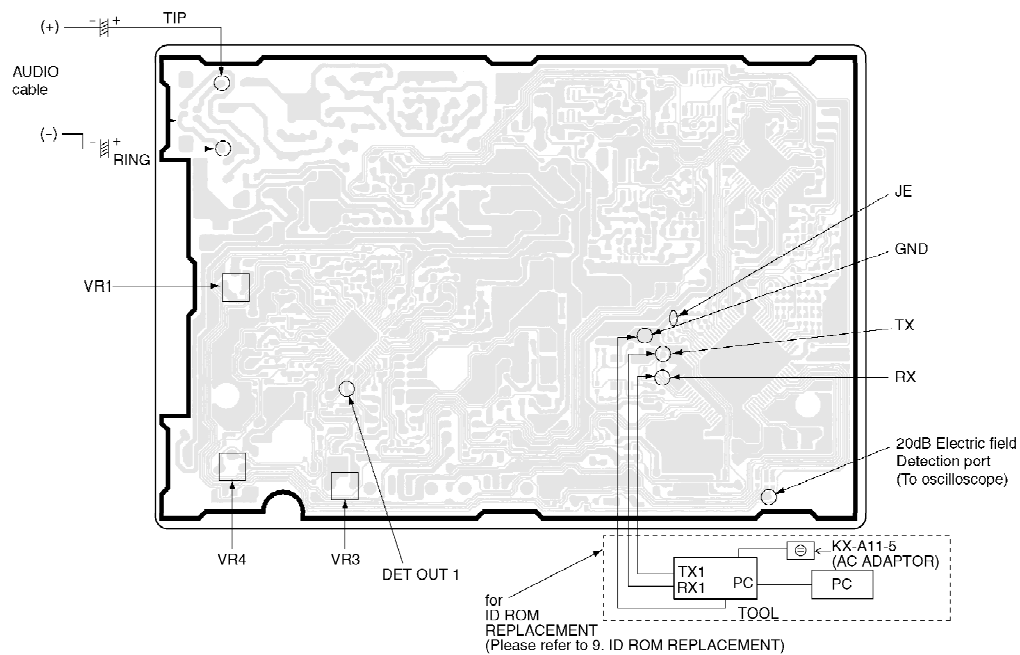 (+)
− +
TIP
AUDIO
cable
(−)
− +
RING
JE
GND
VR1
TX
RX
20dB Electric field
Detection port
(To oscilloscope)
VR4
VR3
DET OUT 1
KX-A11-5
(AC ADAPTOR)
TX1
RX1
PC
PC
TOOL
for
ID ROM
REPLACEMENT
(Please refer to 9. ID ROM REPLACEMENT)